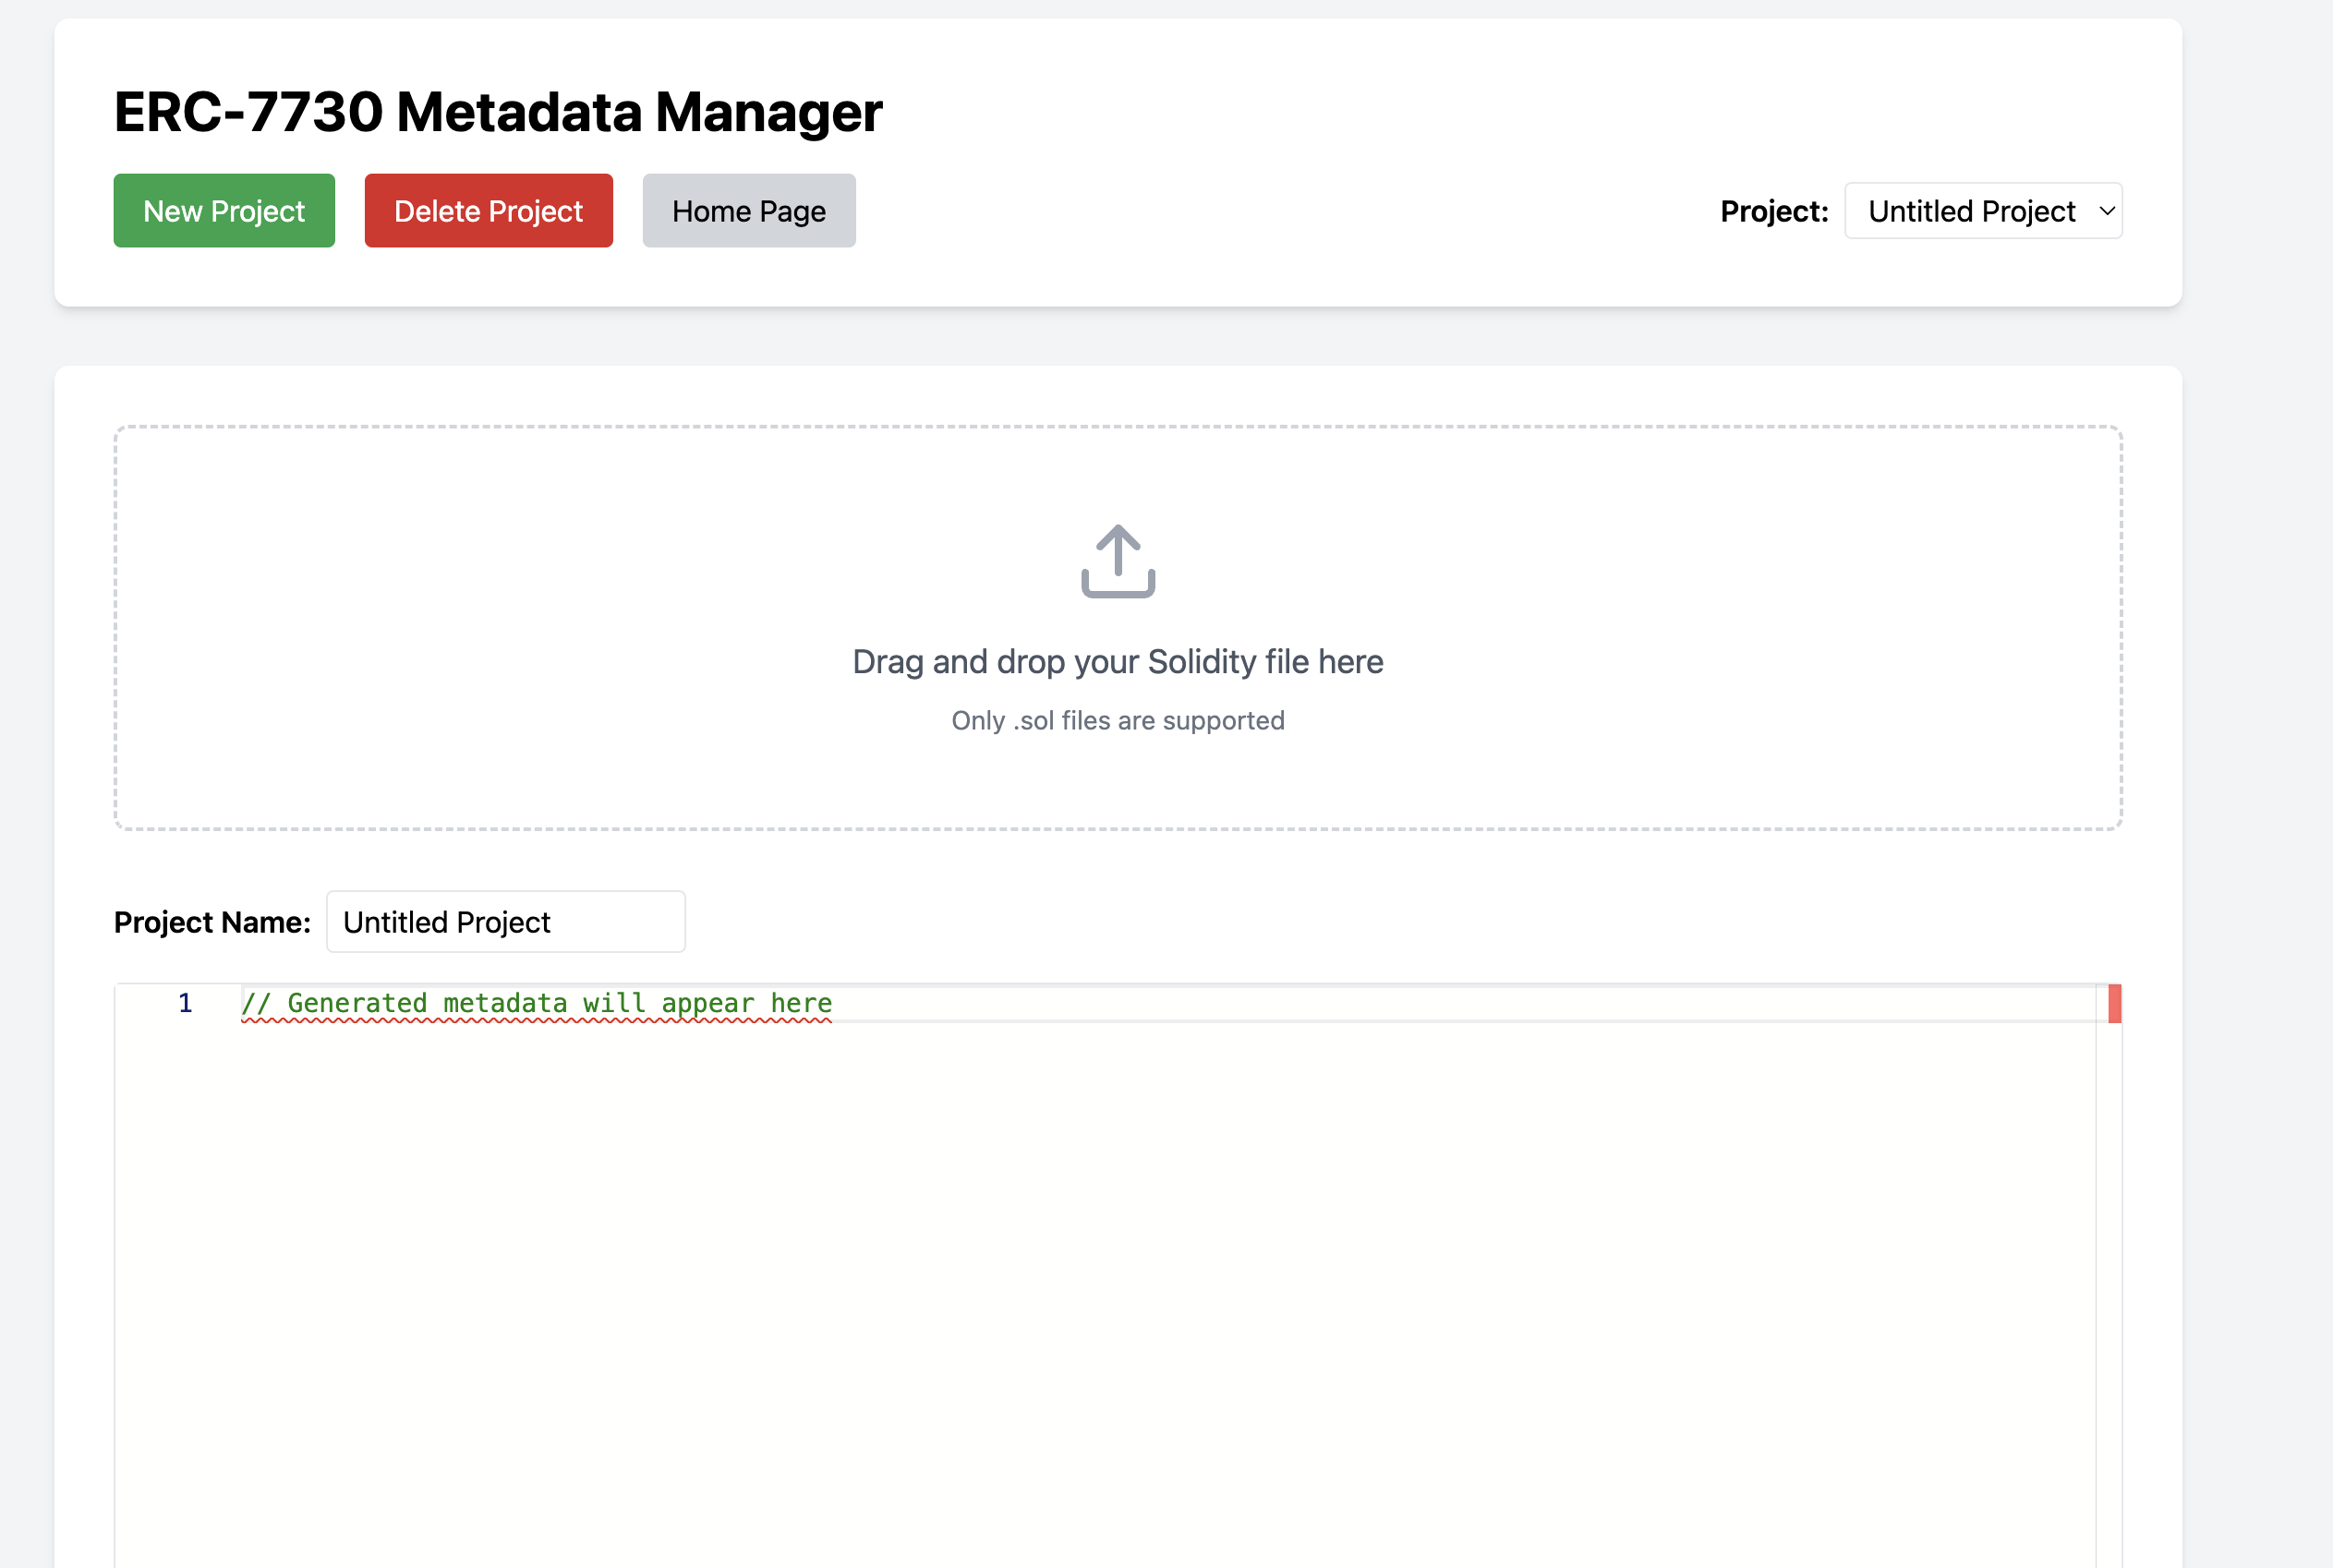 ERC-7730 Metadata Manager
New Project Delete Project Home Page Project: Untitled Project
Drag and drop your Solidity file here
Only .sol files are supported
Project Name: Untitled Project
1 // Generated metadata will appear here